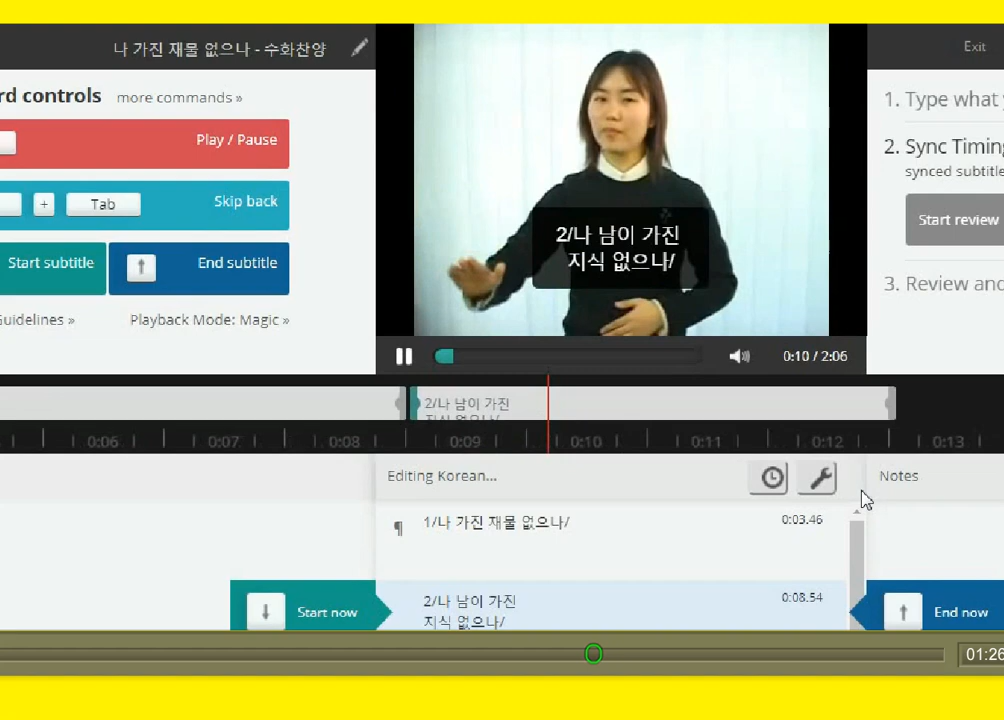 나 가진 재물 없으나 - 수화찬양
Exit
rd controls more commands »
Play / Pause
+ Tab Skip back
Start subtitle ↑ End subtitle
Guidelines » Playback Mode: Magic »
2/나 남이 가진
지식 없으나/
0:10 / 2:06
1. Type what
2. Sync Timing
synced subtitle
Start review
3. Review and
2/나 남이 가진
지식 없으나/
0:06 0:07 0:08 0:09 0:10 0:11 0:12 0:13
Editing Korean...
Notes
¶ 1/나 가진 재물 없으나/ 0:03.46
↓ Start now
2/나 남이 가진 0:08.54
지식 없으나/
↑ End now
01:26